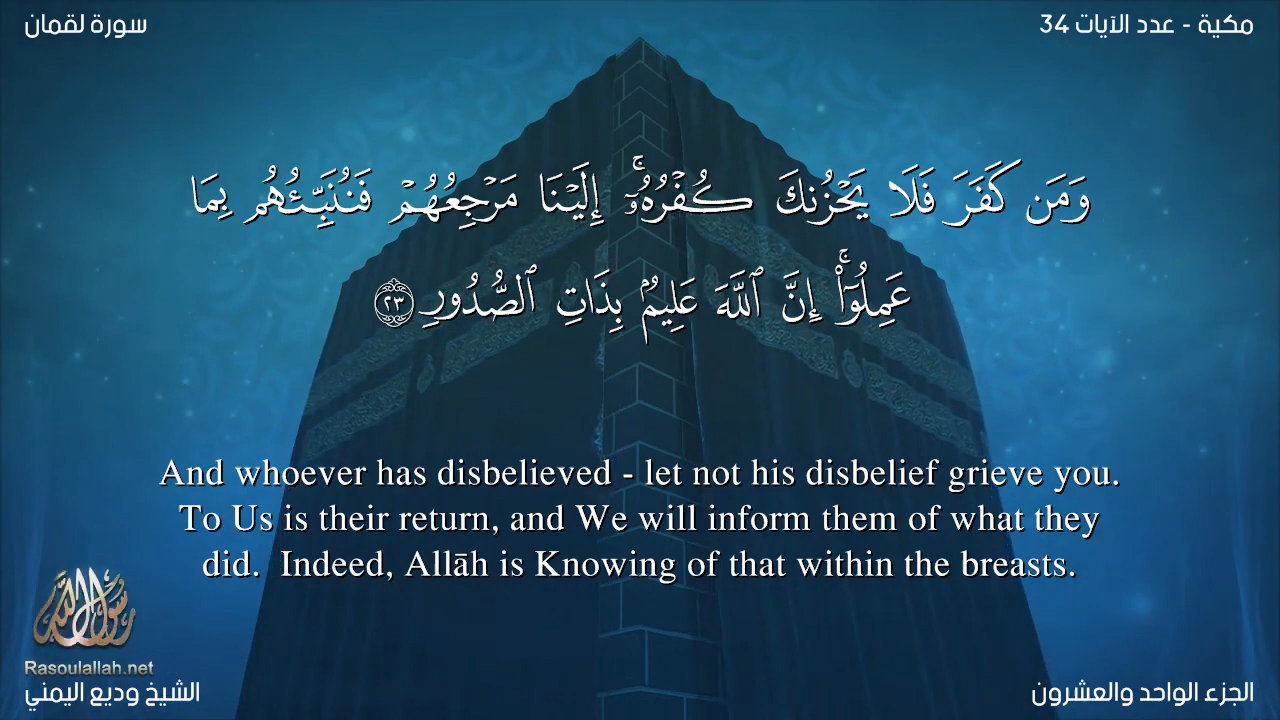 سورة لقمان
مكية - عدد الآيات 34
وَمَن كَفَرَ فَلَا يَحْزُنكَ كُفْرُهُۥٓ ۚ إِلَيْنَا مَرْجِعُهُمْ فَنُنَبِّئُهُم بِمَا
عَمِلُوٓا۟ ۚ إِنَّ ٱللَّهَ عَلِيمٌۢ بِذَاتِ ٱلصُّدُورِ ٢٣
And whoever has disbelieved - let not his disbelief grieve you.
To Us is their return, and We will inform them of what they
did.  Indeed, Allāh is Knowing of that within the breasts.
رسول الله
Rasoulallah.net
الشيخ وديع اليمني
الجزء الواحد والعشرون